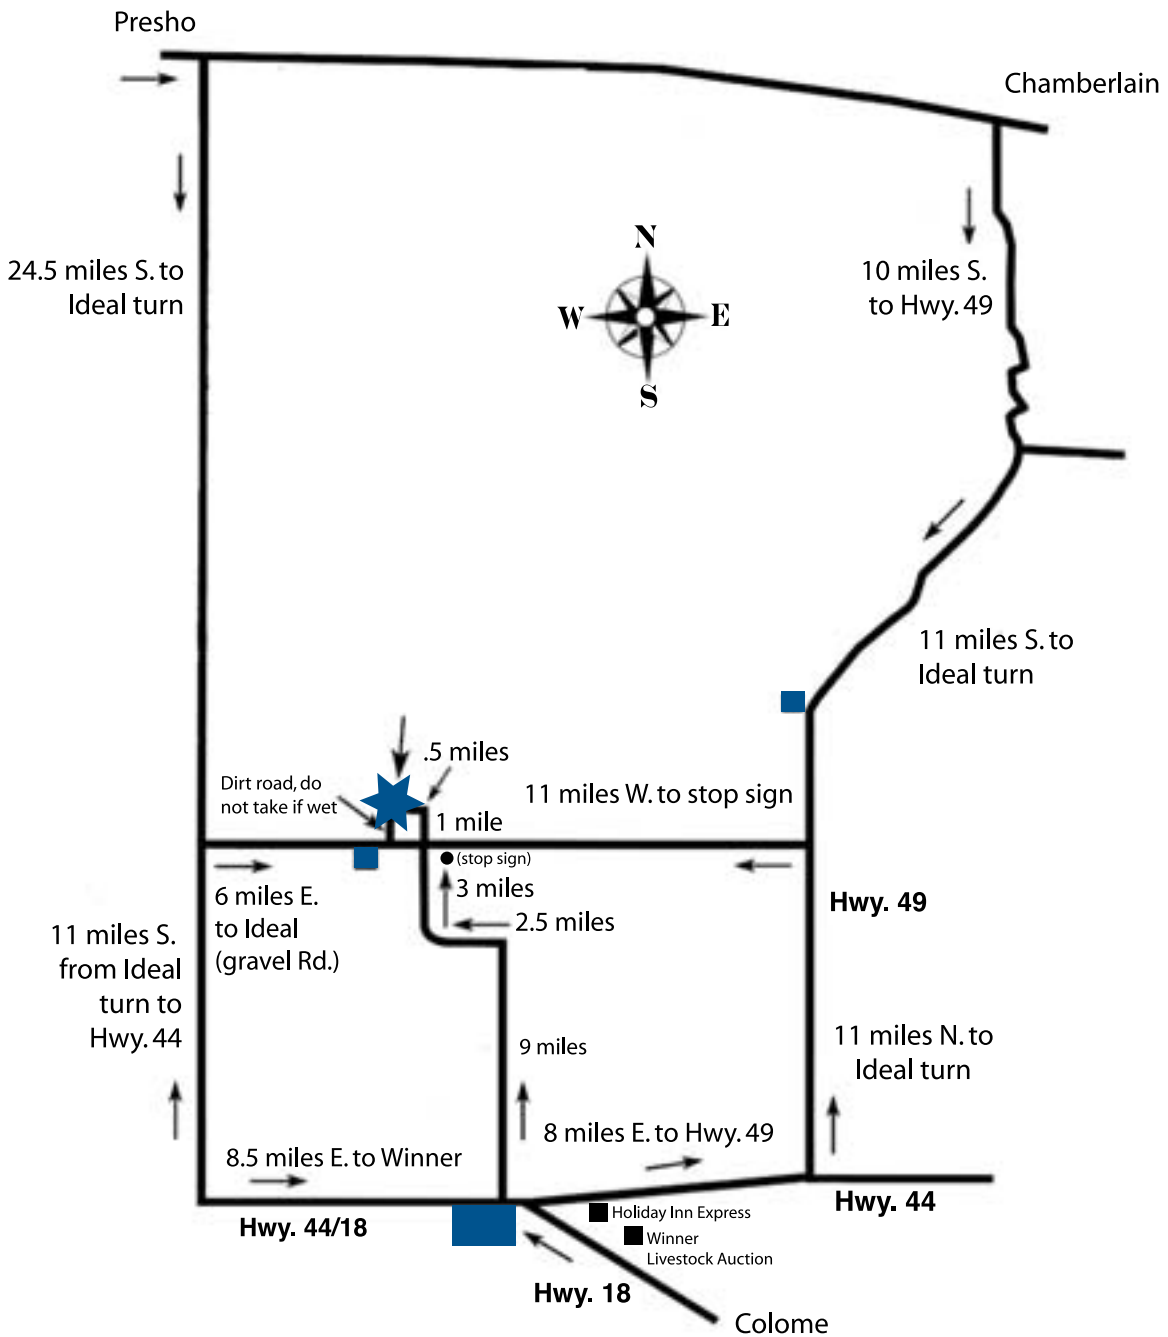 Presho
Chamberlain
24.5 miles S. to
Ideal turn
10 miles S.
to Hwy. 49
N
W
E
S
11 miles S. to
Ideal turn
.5 miles
Dirt road, do
not take if wet
11 miles W. to stop sign
1 mile
(stop sign)
3 miles
2.5 miles
6 miles E.
to Ideal
(gravel Rd.)
Hwy. 49
11 miles S.
from Ideal
turn to
Hwy. 44
9 miles
11 miles N. to
Ideal turn
8 miles E. to Hwy. 49
8.5 miles E. to Winner
Hwy. 44/18
Hwy. 44
Holiday Inn Express
Winner
Livestock Auction
Hwy. 18
Colome